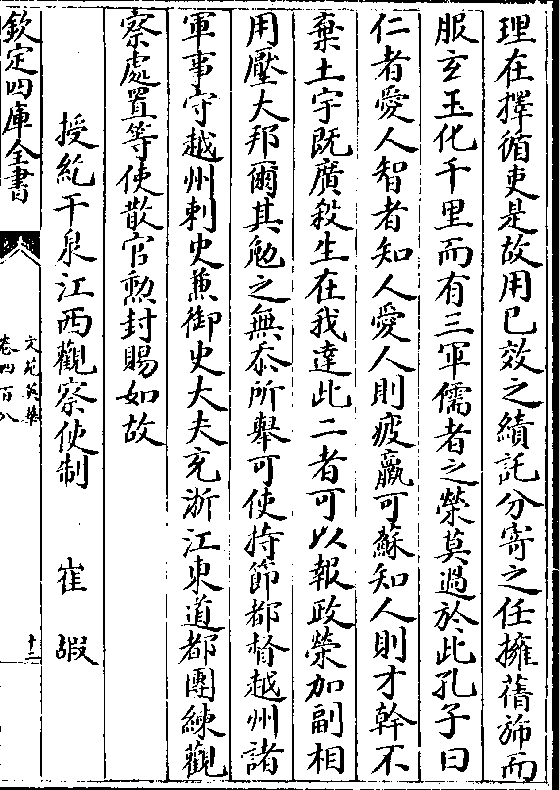 理在擇循吏是故用已效之績託分寄之任擁蒨斾而
服玄玉化千里而有三軍儒者之榮莫過於此孔子曰
仁者愛人智者知人愛人則疲羸可蘇知人則才幹不
棄土宇既廣殺生在我達此二者可以報政榮加副相
用壓大邦爾其勉之無忝所舉可使持節都督越州諸
軍事守越州刺史兼御史大夫充浙江東道都團練觀
察處置等使散官勲封賜如故
授紇干泉江西觀察使制 崔嘏
欽定四庫全書
文苑英華
卷四百八
十二